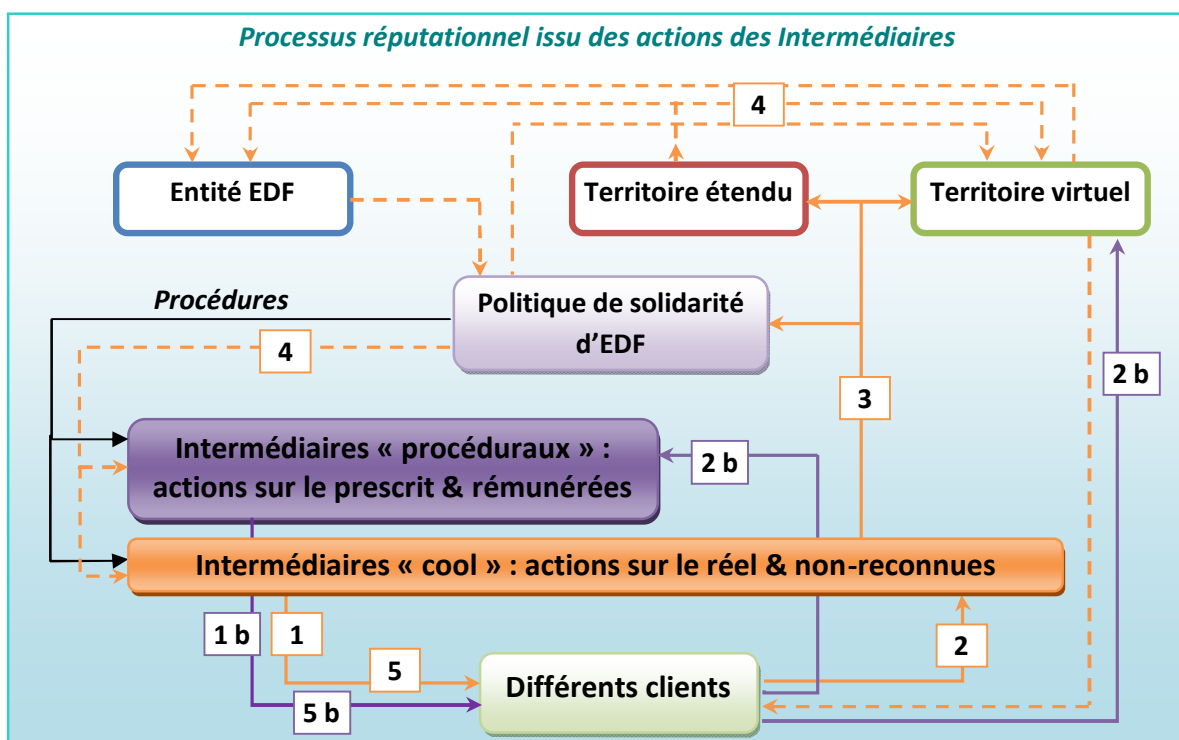 Processus réputationnel issu des actions des Intermédiaires
4
Entité EDF
Territoire étendu
Territoire virtuel
Procédures
Politique de solidarité
d’EDF
4
3
2 b
Intermédiaires « procéduraux » :
actions sur le prescrit & rémunérées
2 b
Intermédiaires « cool » : actions sur le réel & non-reconnues
1 b
1
2
5
Différents clients
5 b